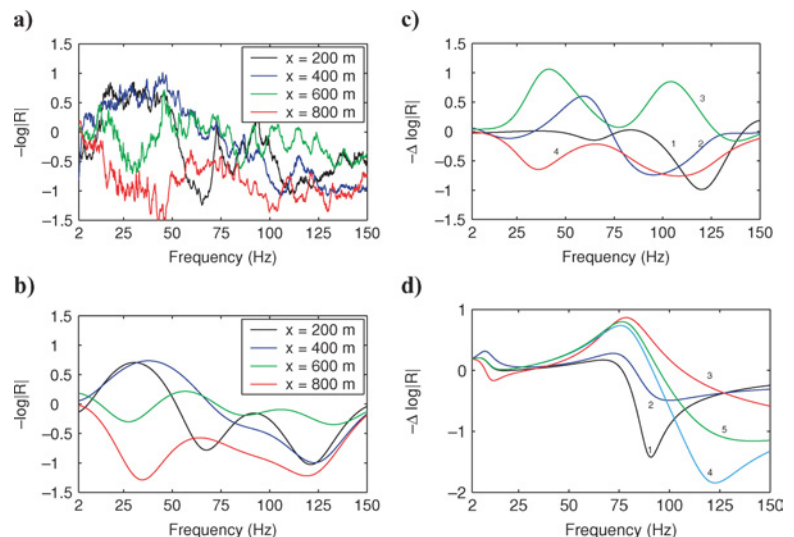 a)
1.5
1
0.5
0
−0.5
−1
−1.5
−log|R|
x = 200 m
x = 400 m
x = 600 m
x = 800 m
2 25 50 75 100 125 150
Frequency (Hz)
c)
1.5
1
0.5
0
−0.5
−1
−1.5
−Δ log|R|
3
1
2
4
2 25 50 75 100 125 150
Frequency (Hz)
b)
1.5
1
0.5
0
−0.5
−1
−1.5
−log|R|
x = 200 m
x = 400 m
x = 600 m
x = 800 m
2 25 50 75 100 125 150
Frequency (Hz)
d)
1
0
−1
−2
−Δ log|R|
3
2
5
1
4
2 25 50 75 100 125 150
Frequency (Hz)